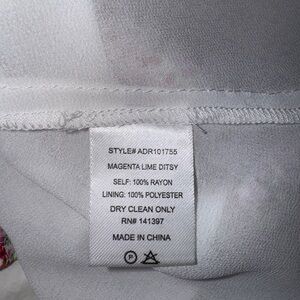 STYLE# ADR101755
MAGENTA LIME DITSY
SELF: 100% RAYON
LINING: 100% POLYESTER
DRY CLEAN ONLY
RN# 141397
MADE IN CHINA
P